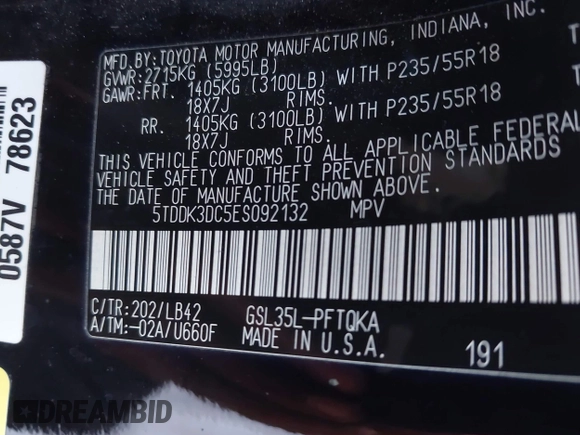 MFD.BY:TOYOTA MOTOR MANUFACTURING, INDIANA, INC.
GVWR:2715KG (5995LB)
GAWR:FRT. 1405KG (3100LB) WITH P235/55R18
18X7J RIMS.
RR. 1405KG (3100LB) WITH P235/55R18
18X7J RIMS.
THIS VEHICLE CONFORMS TO ALL APPLICABLE FEDERAL
VEHICLE SAFETY AND THEFT PREVENTION STANDARDS
THE DATE OF MANUFACTURE SHOWN ABOVE.
5TDDK3DC5ES092132 MPV
C/TR:202/LB42 GSL35L-PFTQKA
A/TM:-02A/U660F MADE IN U.S.A. 191
0587V 78623
DREAMBID